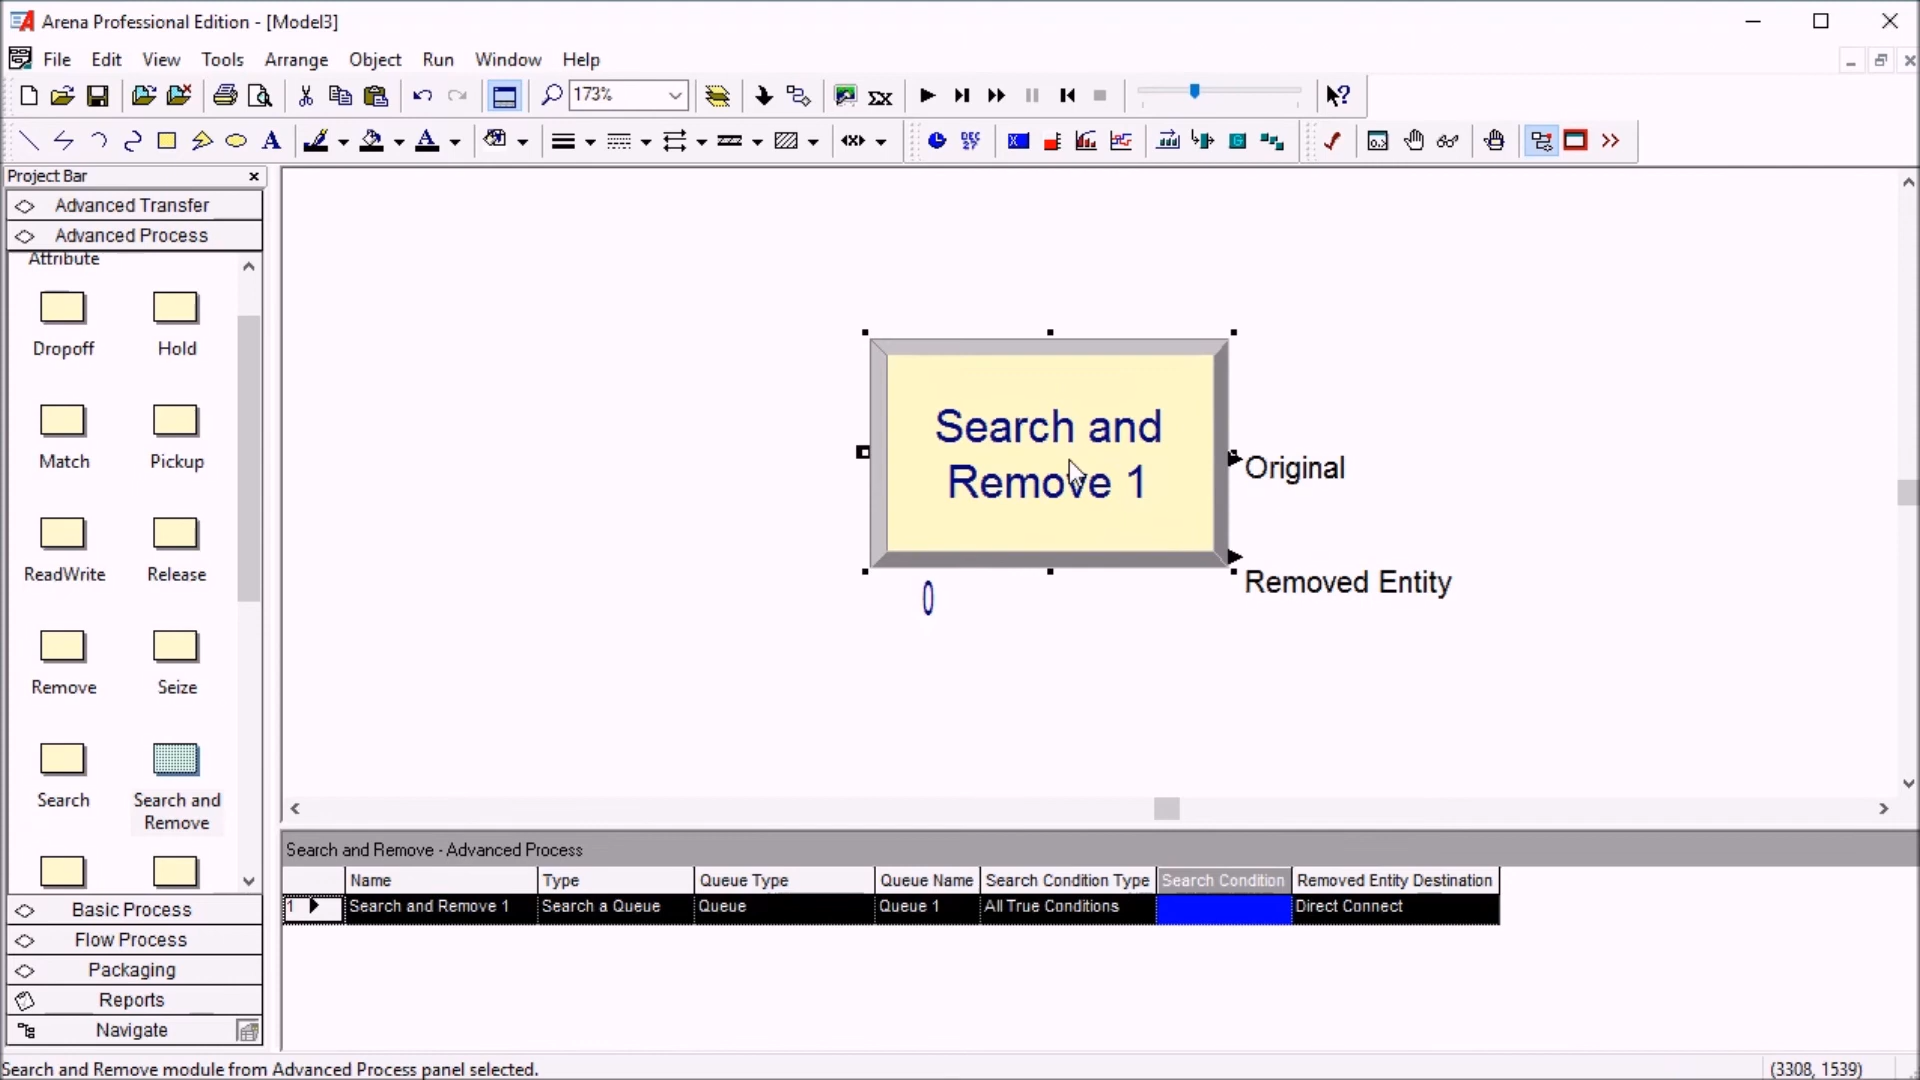 Arena Professional Edition - [Model3]
File Edit View Tools Arrange Object Run Window Help
173%
Project Bar
Advanced Transfer
Advanced Process
Attribute
Dropoff Hold
Match Pickup
ReadWrite Release
Remove Seize
Search Search and
Remove
Basic Process
Flow Process
Packaging
Reports
Navigate
Search and
Remove 1
Original
Removed Entity
0
Search and Remove - Advanced Process
Name Type Queue Type Queue Name Search Condition Type Search Condition Removed Entity Destination
1 Search and Remove 1 Search a Queue Queue Queue 1 All True Conditions Direct Connect
Search and Remove module from Advanced Process panel selected.
(3308, 1539)